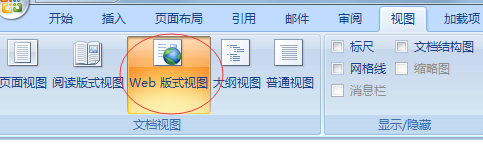 开始 插入 页面布局 引用 邮件 审阅 视图 加载项
页面视图 阅读版式视图 Web 版式视图 大纲视图 普通视图
标尺 文档结构图
网格线 缩略图
消息栏
文档视图 显示/隐藏